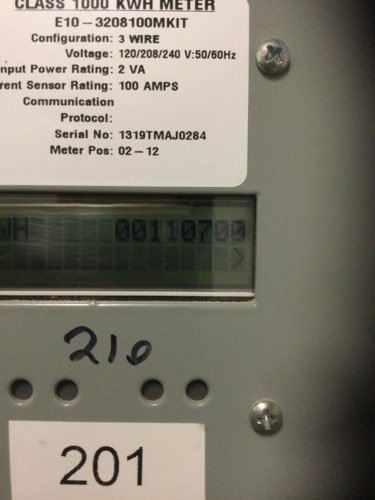 CLASS 1000 KWH METER
E10-3208100MKIT
Configuration: 3 WIRE
Voltage: 120/208/240 V:50/60Hz
nput Power Rating: 2 VA
rent Sensor Rating: 100 AMPS
Communication
Protocol:
Serial No: 1319TMAJ0284
Meter Pos: 02-12
WH 00110700
>
210
201